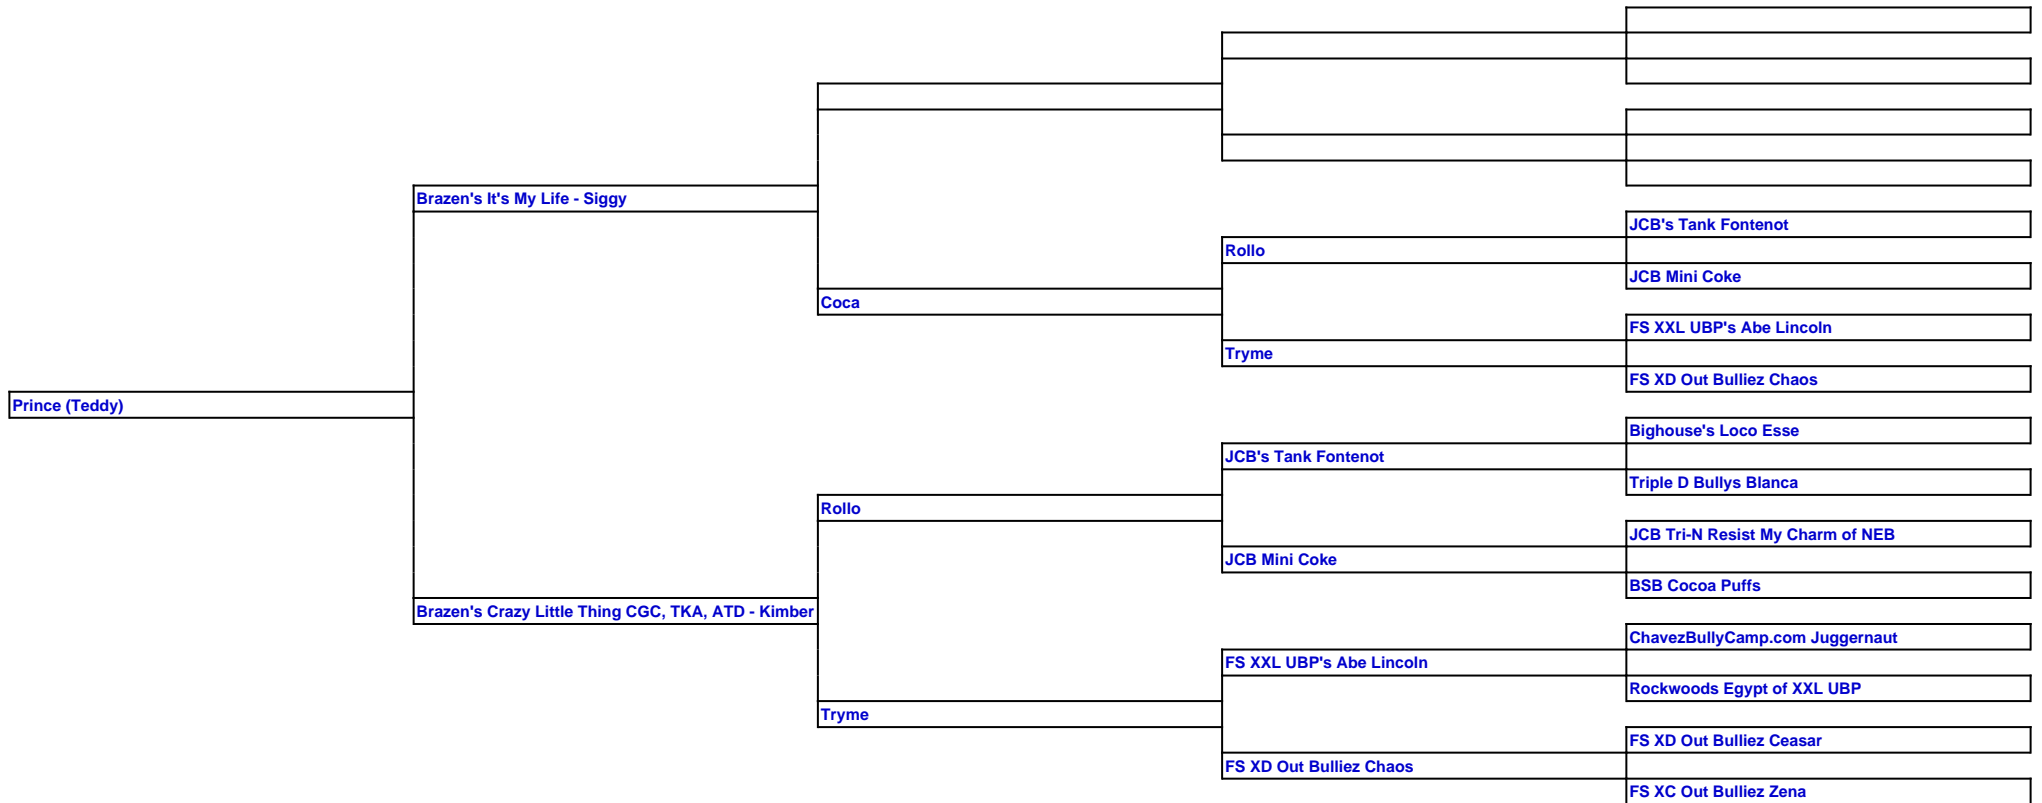 Brazen's It's My Life - Siggy
JCB's Tank Fontenot
Rollo
JCB Mini Coke
Coca
FS XXL UBP's Abe Lincoln
Tryme
FS XD Out Bulliez Chaos
Prince (Teddy)
Bighouse's Loco Esse
JCB's Tank Fontenot
Triple D Bullys Blanca
Rollo
JCB Tri-N Resist My Charm of NEB
JCB Mini Coke
BSB Cocoa Puffs
Brazen's Crazy Little Thing CGC, TKA, ATD - Kimber
ChavezBullyCamp.com Juggernaut
FS XXL UBP's Abe Lincoln
Rockwoods Egypt of XXL UBP
Tryme
FS XD Out Bulliez Ceasar
FS XD Out Bulliez Chaos
FS XC Out Bulliez Zena